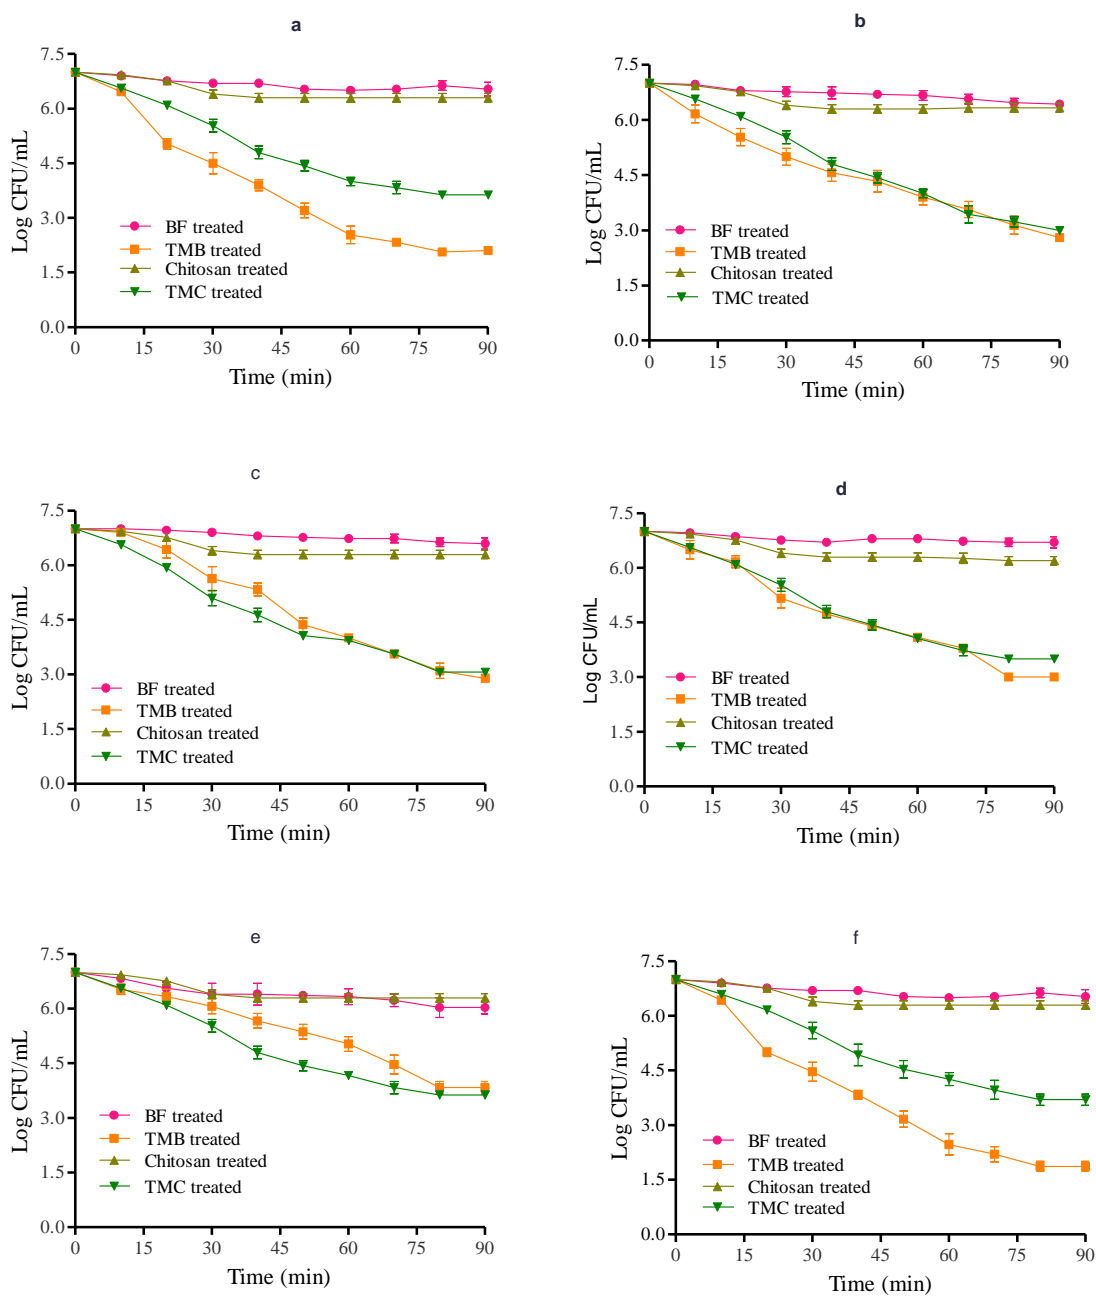 a
7.5
6.0
4.5
3.0
1.5
0.0
Log CFU/mL
BF treated
TMB treated
Chitosan treated
TMC treated
0 15 30 45 60 75 90
Time (min)
b
7.5
6.0
4.5
3.0
1.5
0.0
Log CFU/mL
BF treated
TMB treated
Chitosan treated
TMC treated
0 15 30 45 60 75 90
Time (min)
c
7.5
6.0
4.5
3.0
1.5
0.0
Log CFU/mL
BF treated
TMB treated
Chitosan treated
TMC treated
0 15 30 45 60 75 90
Time (min)
d
7.5
6.0
4.5
3.0
1.5
0.0
Log CFU/mL
BF treated
TMB treated
Chitosan treated
TMC treated
0 15 30 45 60 75 90
Time (min)
e
7.5
6.0
4.5
3.0
1.5
0.0
Log CFU/mL
BF treated
TMB treated
Chitosan treated
TMC treated
0 15 30 45 60 75 90
Time (min)
f
7.5
6.0
4.5
3.0
1.5
0.0
Log CFU/mL
BF treated
TMB treated
Chitosan treated
TMC treated
0 15 30 45 60 75 90
Time (min)